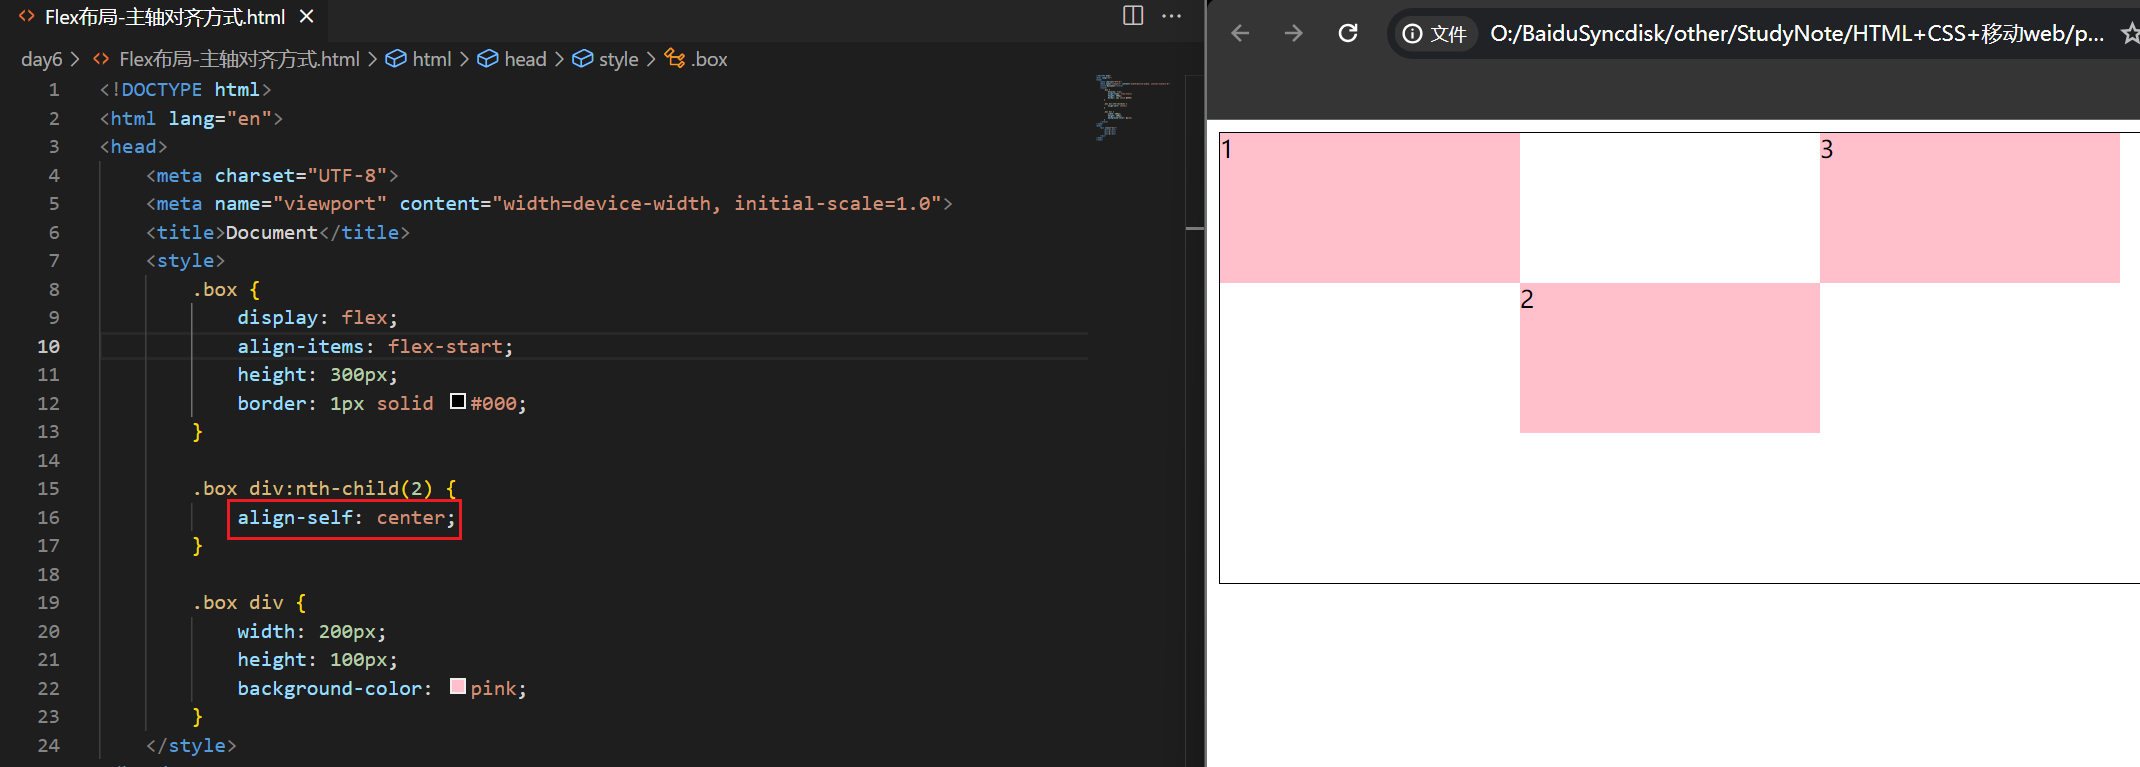 Flex布局-主轴对齐方式.html
day6 > Flex布局-主轴对齐方式.html > html > head > style > .box
1 <!DOCTYPE html>
2 <html lang="en">
3 <head>
4 <meta charset="UTF-8">
5 <meta name="viewport" content="width=device-width, initial-scale=1.0">
6 <title>Document</title>
7 <style>
8 .box {
9 display: flex;
10 align-items: flex-start;
11 height: 300px;
12 border: 1px solid #000;
13 }
14
15 .box div:nth-child(2) {
16 align-self: center;
17 }
18
19 .box div {
20 width: 200px;
21 height: 100px;
22 background-color: pink;
23 }
24 </style>
文件 O:/BaiduSyncdisk/other/StudyNote/HTML+CSS+移动web/p...
1
3
2